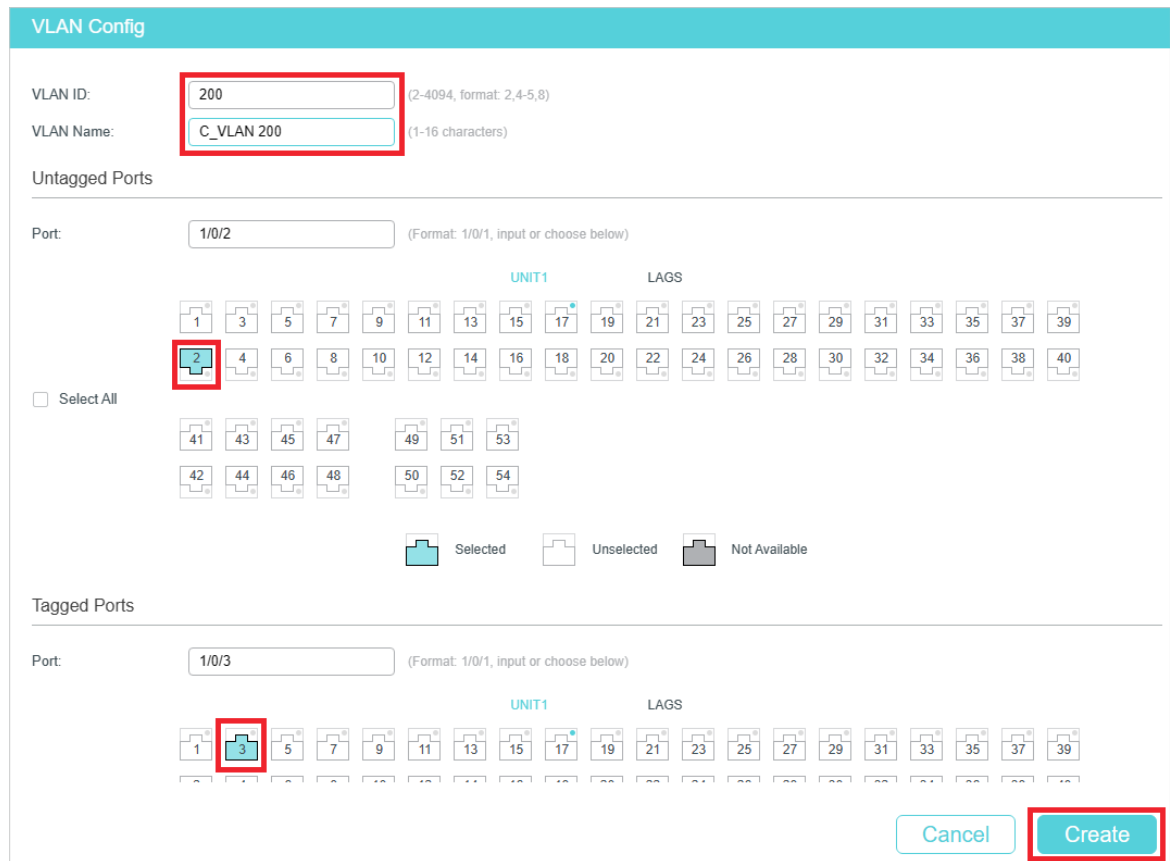 VLAN Config
VLAN ID: 200 (2-4094, format: 2,4-5,8)
VLAN Name: C_VLAN 200 (1-16 characters)
Untagged Ports
Port: 1/0/2 (Format: 1/0/1, input or choose below)
UNIT1 LAGS
1 3 5 7 9 11 13 15 17 19 21 23 25 27 29 31 33 35 37 39
2 4 6 8 10 12 14 16 18 20 22 24 26 28 30 32 34 36 38 40
Select All
41 43 45 47 49 51 53
42 44 46 48 50 52 54
Selected Unselected Not Available
Tagged Ports
Port: 1/0/3 (Format: 1/0/1, input or choose below)
UNIT1 LAGS
1 3 5 7 9 11 13 15 17 19 21 23 25 27 29 31 33 35 37 39
Cancel Create